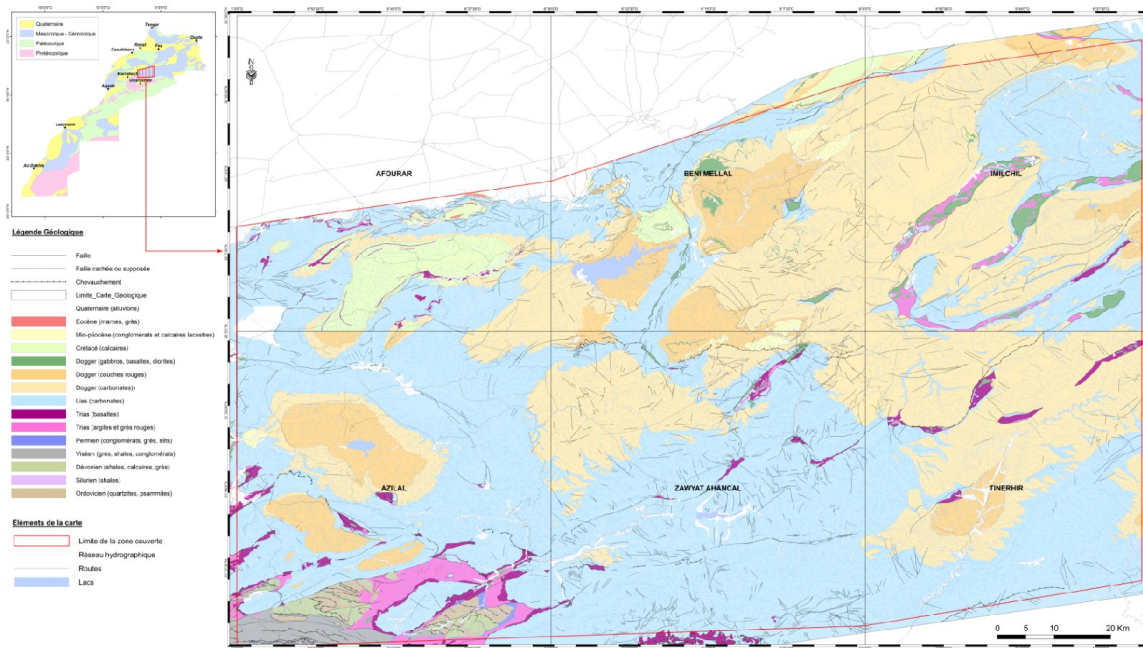 Quaternaire
Mésozoïque - Cénozoïque
Paléozoïque
Protérozoïque
Tanger
Oujda
Rabat
Fes
Casablanca
Marrakech
Ouarzazate
Agadir
Laayoune
Ad Dakhla
AFOURAR
BENI MELLAL
IMILCHIL
AZILAL
ZAWYAT AHANCAL
TINERHIR
Légende Géologique
Faille
Faille cachée ou supposée
Chevauchement
Limite_Carte_Géologique
Quaternaire (alluvions)
Eocène (marnes, grès)
Mio-pliocène (conglomérats et calcaires lacustres)
Crétacé (calcaires)
Dogger (gabbros, basaltes, diorites)
Dogger (couches rouges)
Dogger (carbonates))
Lias (carbonates)
Trias (basaltes)
Trias (argiles et grès rouges)
Permien (conglomérats, grès, silts)
Viséen (grès, shales, conglomérats)
Dévonien (shales, calcaires, grès)
Silurien (shales)
Ordovicien (quartzites, psammites)
Eléments de la carte
Limite de la zone couverte
Réseau hydrographique
Routes
Lacs
0 5 10 20 Km